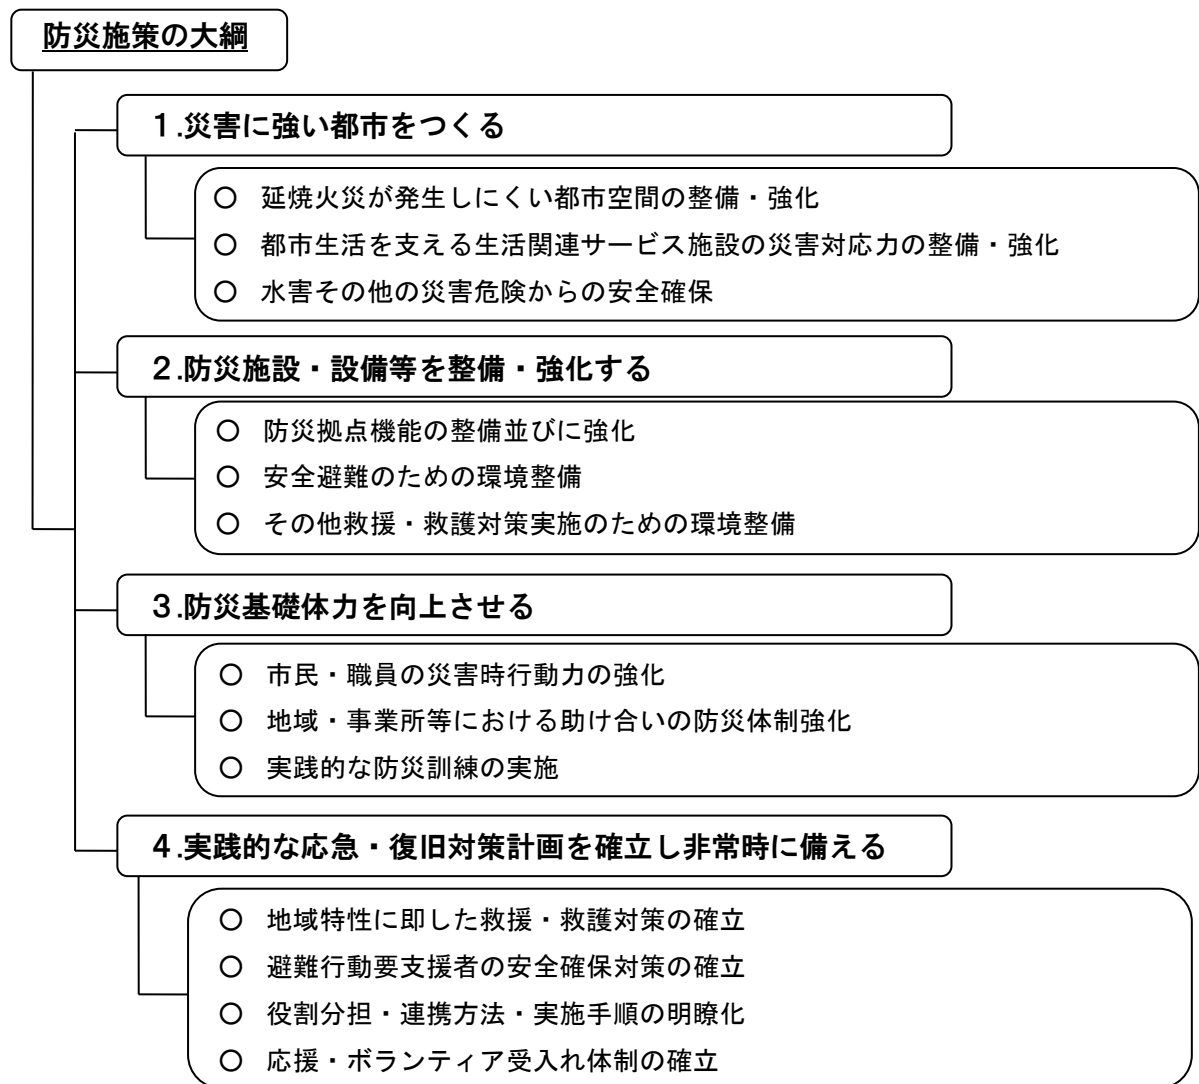 防災施策の大綱
１.災害に強い都市をつくる
○ 延焼火災が発生しにくい都市空間の整備・強化
○ 都市生活を支える生活関連サービス施設の災害対応力の整備・強化
○ 水害その他の災害危険からの安全確保
２.防災施設・設備等を整備・強化する
○ 防災拠点機能の整備並びに強化
○ 安全避難のための環境整備
○ その他救援・救護対策実施のための環境整備
３.防災基礎体力を向上させる
○ 市民・職員の災害時行動力の強化
○ 地域・事業所等における助け合いの防災体制強化
○ 実践的な防災訓練の実施
４.実践的な応急・復旧対策計画を確立し非常時に備える
○ 地域特性に即した救援・救護対策の確立
○ 避難行動要支援者の安全確保対策の確立
○ 役割分担・連携方法・実施手順の明瞭化
○ 応援・ボランティア受入れ体制の確立